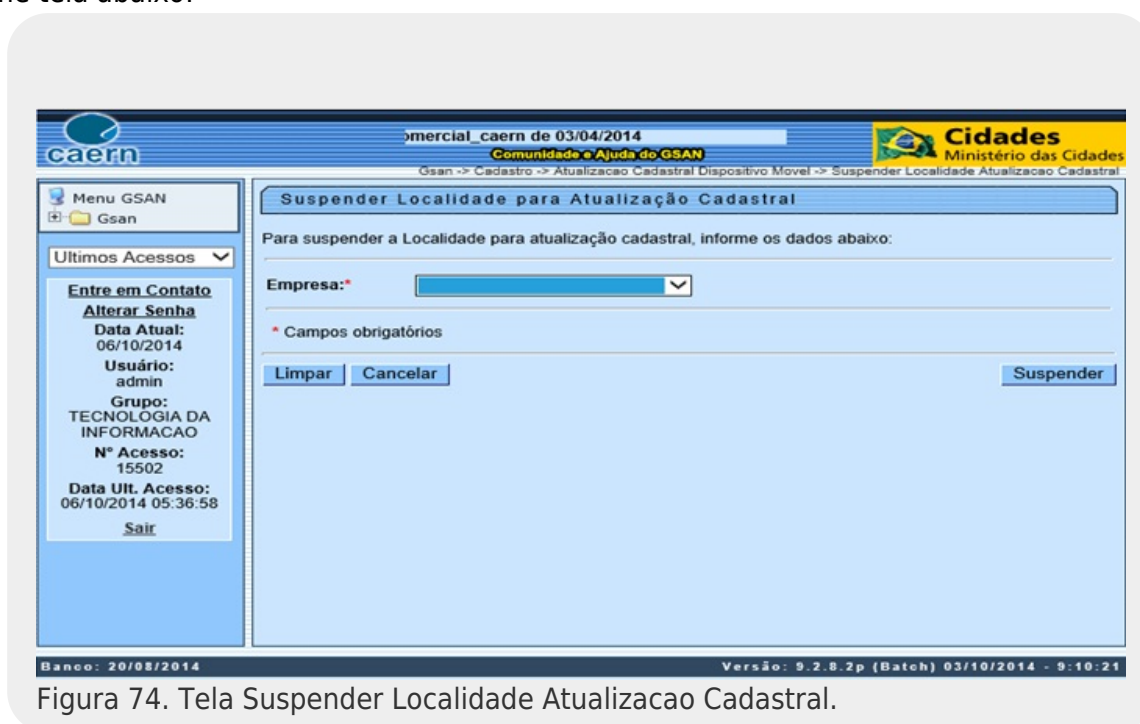 tela abaixo:
caern
omercial_caern de 03/04/2014
Comunidade e Ajuda do GSAN
Cidades
Ministério das Cidades
Gsan -> Cadastro -> Atualizacao Cadastral Dispositivo Movel -> Suspender Localidade Atualizacao Cadastral
Menu GSAN
Gsan
Ultimos Acessos
Entre em Contato
Alterar Senha
Data Atual:
06/10/2014
Usuário:
admin
Grupo:
TECNOLOGIA DA
INFORMACAO
Nº Acesso:
15502
Data Ult. Acesso:
06/10/2014 05:36:58
Sair
Suspender Localidade para Atualização Cadastral
Para suspender a Localidade para atualização cadastral, informe os dados abaixo:
Empresa:*
* Campos obrigatórios
Limpar Cancelar Suspender
Banco: 20/08/2014 Versão: 9.2.8.2p (Batch) 03/10/2014 - 9:10:21
Figura 74. Tela Suspender Localidade Atualizacao Cadastral.